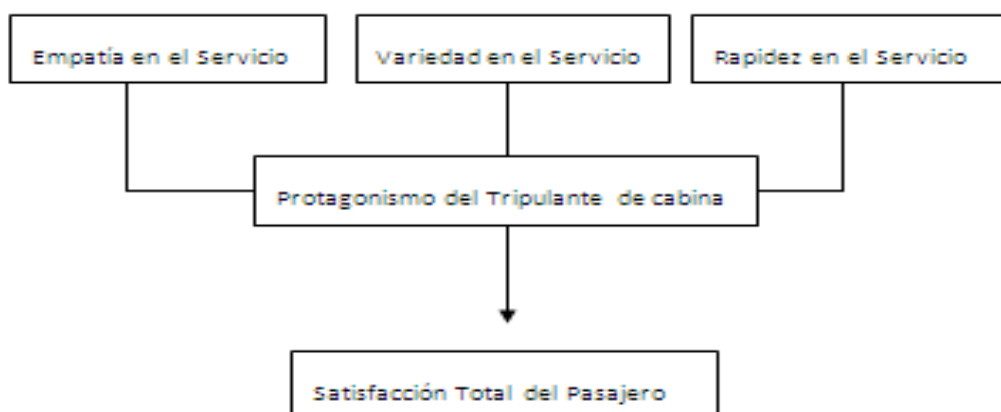 Empatía en el Servicio
Variedad en el Servicio
Rapidez en el Servicio
Protagonismo del Tripulante de cabina
Satisfacción Total del Pasajero